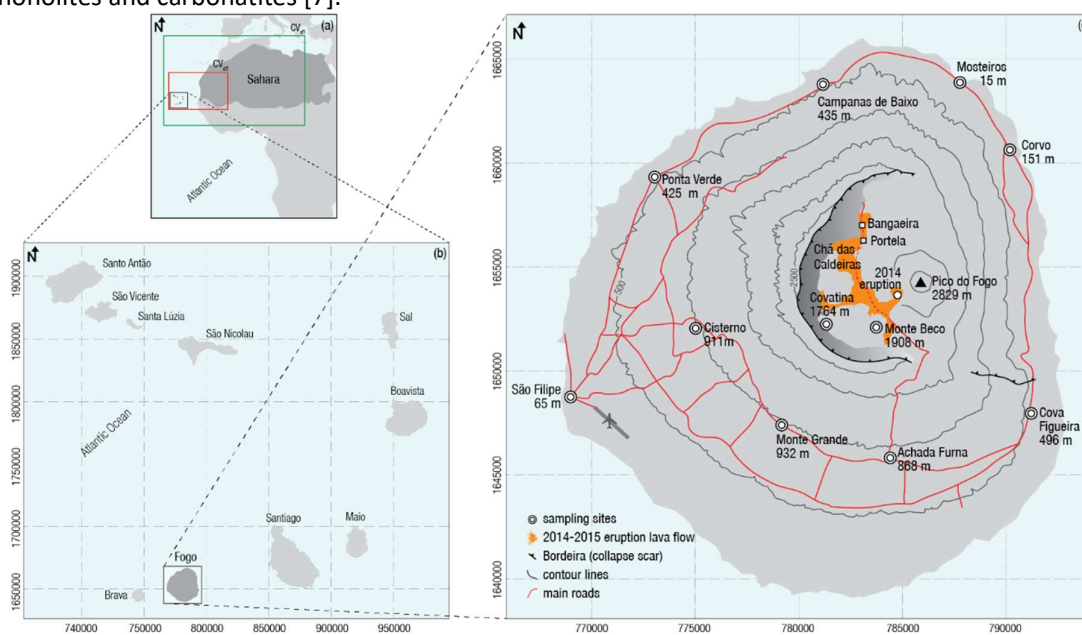 nonolites and carbonatites [7].
N
(a)
CV
CV
Sahara
Atlantic Ocean
N
(b)
Santo Antão
São Vicente
Santa Lúzia
São Nicolau
Sal
Boavista
Atlantic Ocean
Santiago
Maio
Fogo
Brava
1900000
1850000
1800000
1750000
1700000
1650000
740000
750000
800000
850000
900000
950000
N
Mosteiros
15 m
Campanas de Baixo
435 m
Corvo
151 m
Ponta Verde
425 m
Bangaeira
Portela
Chã das
Caldeiras
2014
eruption
Pico do Fogo
2829 m
Covatina
1764 m
Monte Beco
1908 m
Cisterno
911m
500
2500
São Filipe
65 m
Monte Grande
932 m
Achada Furna
868 m
Cova
Figueira
496 m
sampling sites
2014-2015 eruption lava flow
Bordeira (collapse scar)
contour lines
main roads
1665000
1660000
1655000
1650000
1645000
1640000
770000
775000
780000
785000
790000